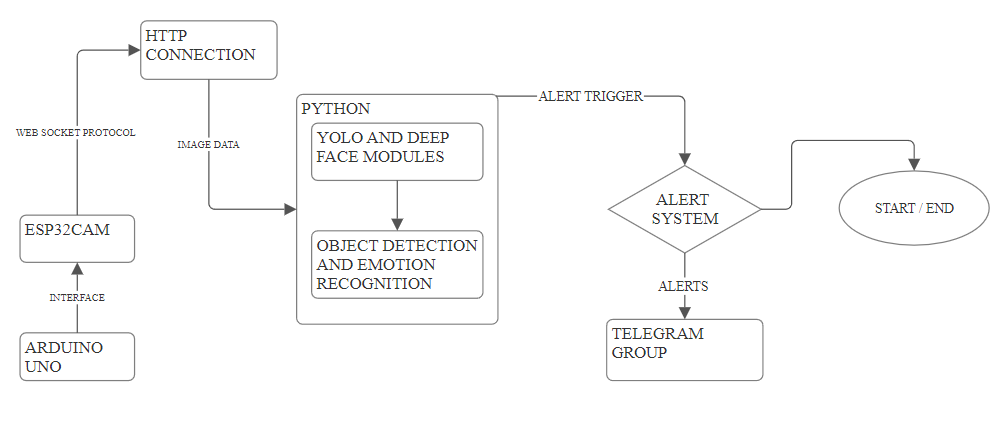 HTTP
CONNECTION
WEB SOCKET PROTOCOL
IMAGE DATA
ESP32CAM
INTERFACE
ARDUINO
UNO
PYTHON
YOLO AND DEEP
FACE MODULES
OBJECT DETECTION
AND EMOTION
RECOGNITION
ALERT TRIGGER
ALERT
SYSTEM
START / END
ALERTS
TELEGRAM
GROUP